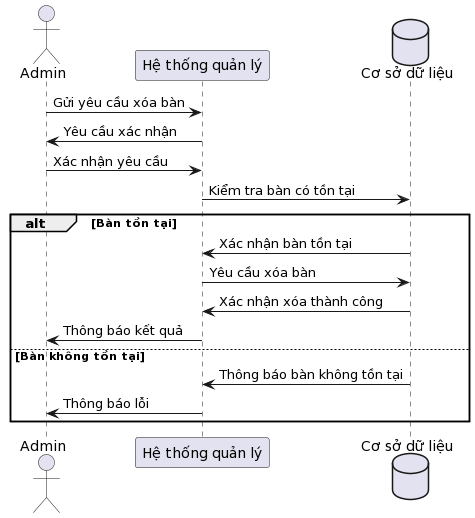 Admin
Hệ thống quản lý
Cơ sở dữ liệu
Gửi yêu cầu xóa bàn
Yêu cầu xác nhận
Xác nhận yêu cầu
Kiểm tra bàn có tồn tại
alt [Bàn tồn tại]
Xác nhận bàn tồn tại
Yêu cầu xóa bàn
Xác nhận xóa thành công
Thông báo kết quả
[Bàn không tồn tại]
Thông báo bàn không tồn tại
Thông báo lỗi
Admin
Hệ thống quản lý
Cơ sở dữ liệu